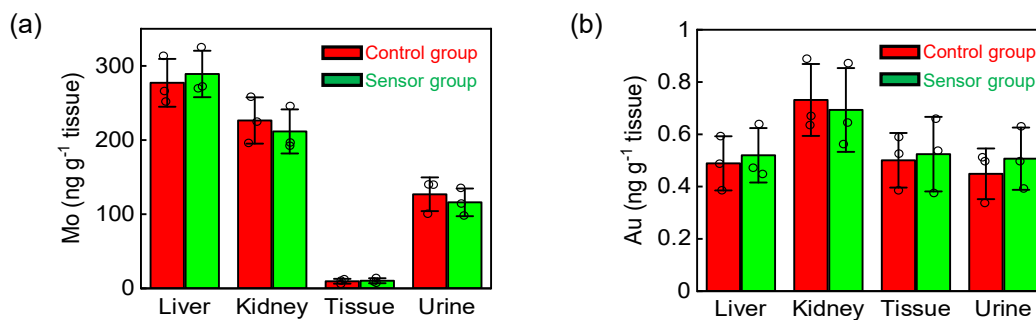 (a)
Mo (ng g⁻¹ tissue)
300
200
100
0
Control group
Sensor group
Liver Kidney Tissue Urine
(b)
Au (ng g⁻¹ tissue)
1
0.8
0.6
0.4
0.2
0
Control group
Sensor group
Liver Kidney Tissue Urine